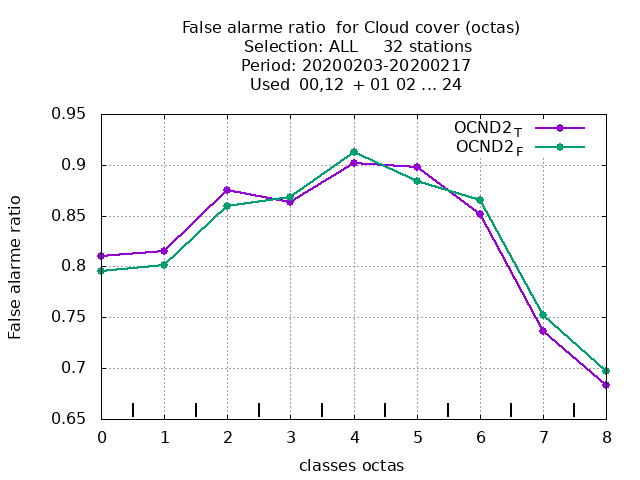 False alarme ratio  for Cloud cover (octas)
Selection: ALL     32 stations
Period: 20200203-20200217
Used  00,12  + 01 02 ... 24
OCND2T
OCND2F
False alarme ratio
0.95
0.9
0.85
0.8
0.75
0.7
0.65
0 1 2 3 4 5 6 7 8
classes octas